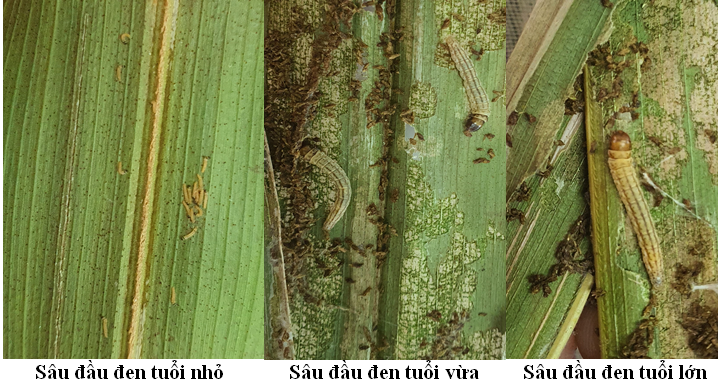 Sâu đầu đen tuổi nhỏ
Sâu đầu đen tuổi vừa
Sâu đầu đen tuổi lớn